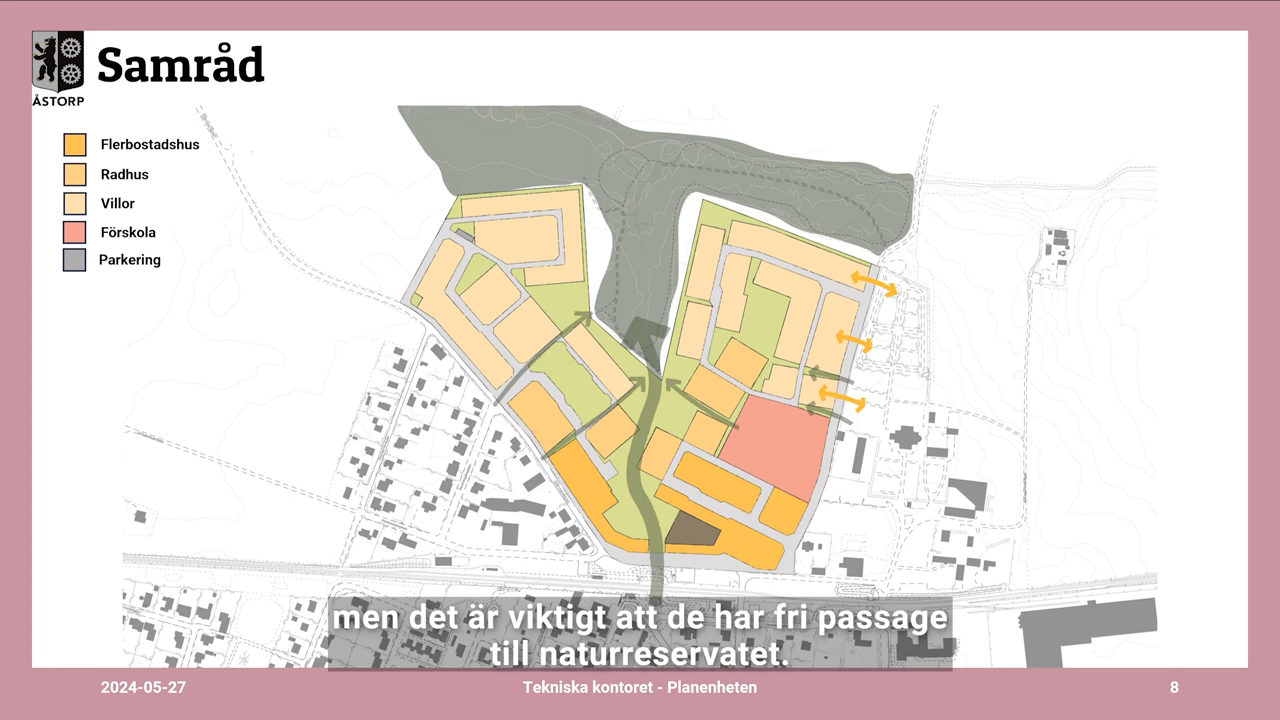 Samråd
ÅSTORP
Flerbostadshus
Radhus
Villor
Förskola
Parkering
men det är viktigt att de har fri passage
till naturreservatet.
2024-05-27
Tekniska kontoret - Planenheten
8